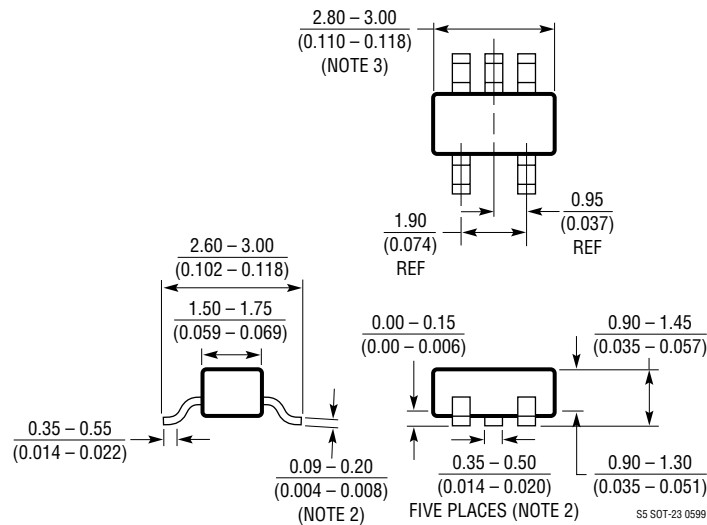 2.80 – 3.00
(0.110 – 0.118)
(NOTE 3)
0.95
(0.037)
REF
1.90
(0.074)
REF
2.60 – 3.00
(0.102 – 0.118)
1.50 – 1.75
(0.059 – 0.069)
0.00 – 0.15
(0.00 – 0.006)
0.90 – 1.45
(0.035 – 0.057)
0.35 – 0.55
(0.014 – 0.022)
0.09 – 0.20
(0.004 – 0.008)
(NOTE 2)
0.35 – 0.50
(0.014 – 0.020)
FIVE PLACES (NOTE 2)
0.90 – 1.30
(0.035 – 0.051)
S5 SOT-23 0599